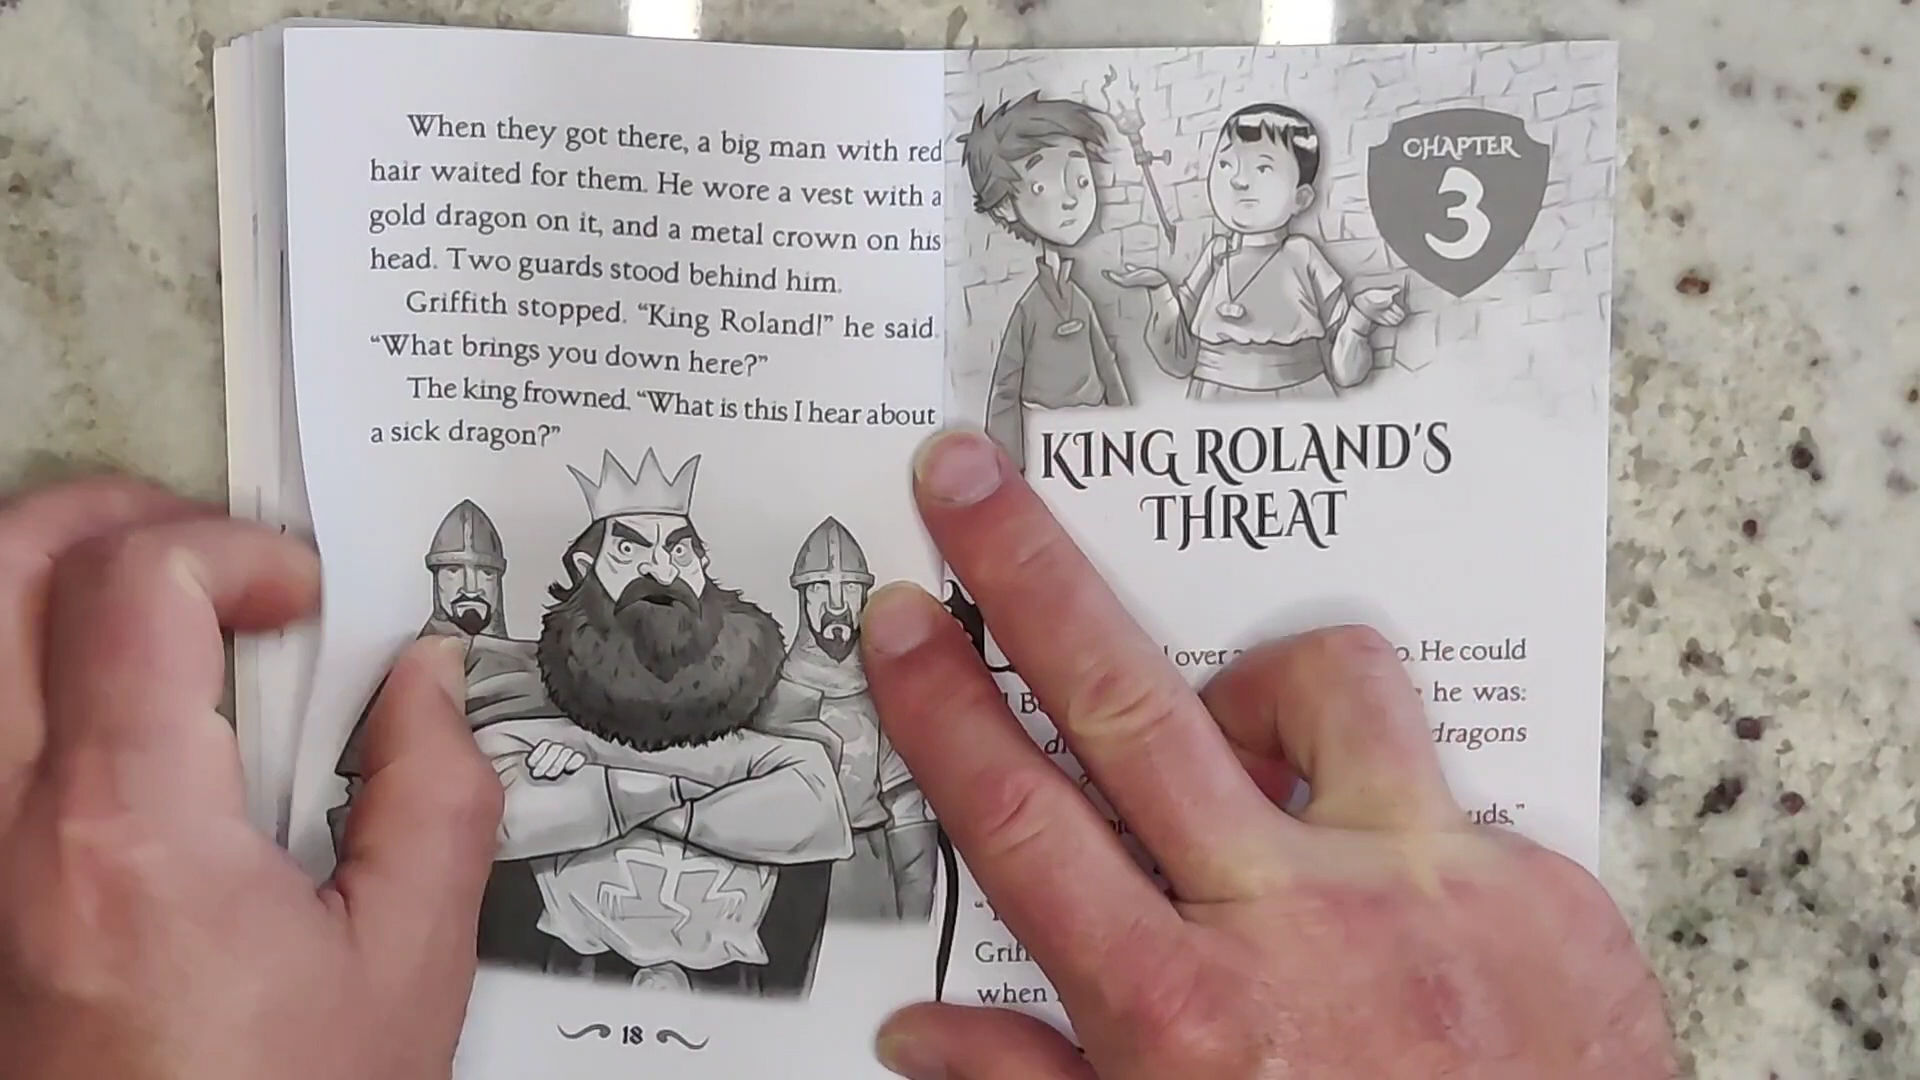 When they got there, a big man with red
hair waited for them. He wore a vest with a
gold dragon on it, and a metal crown on his
head. Two guards stood behind him.
Griffith stopped. “King Roland!” he said.
“What brings you down here?”
The king frowned. “What is this I hear about
a sick dragon?”
18
CHAPTER
3
KING ROLAND'S
THREAT
over He could
he was:
dragons
when